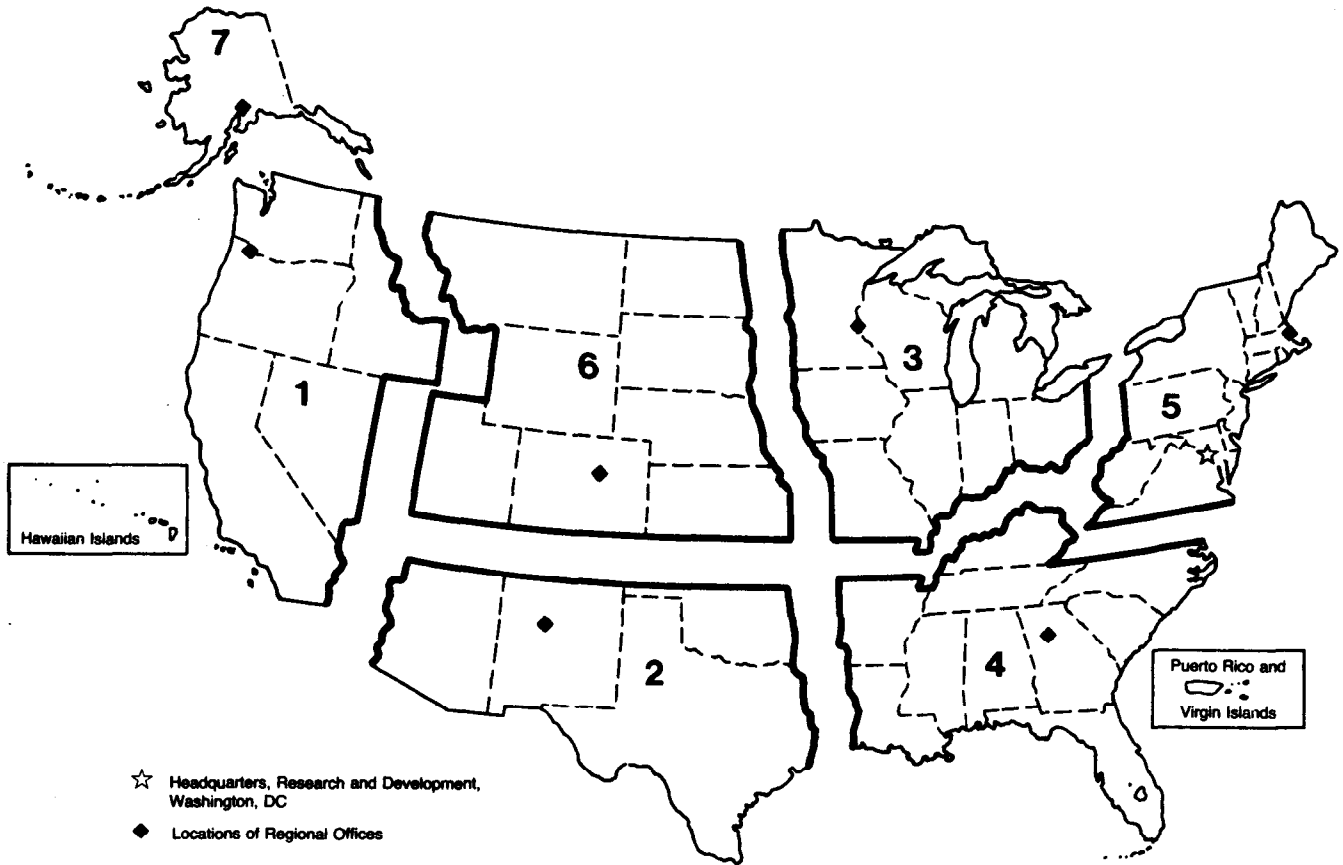 7
6
3
1
5
Hawaiian Islands
2
4
Puerto Rico and
Virgin Islands
Headquarters, Research and Development,
Washington, DC
Locations of Regional Offices